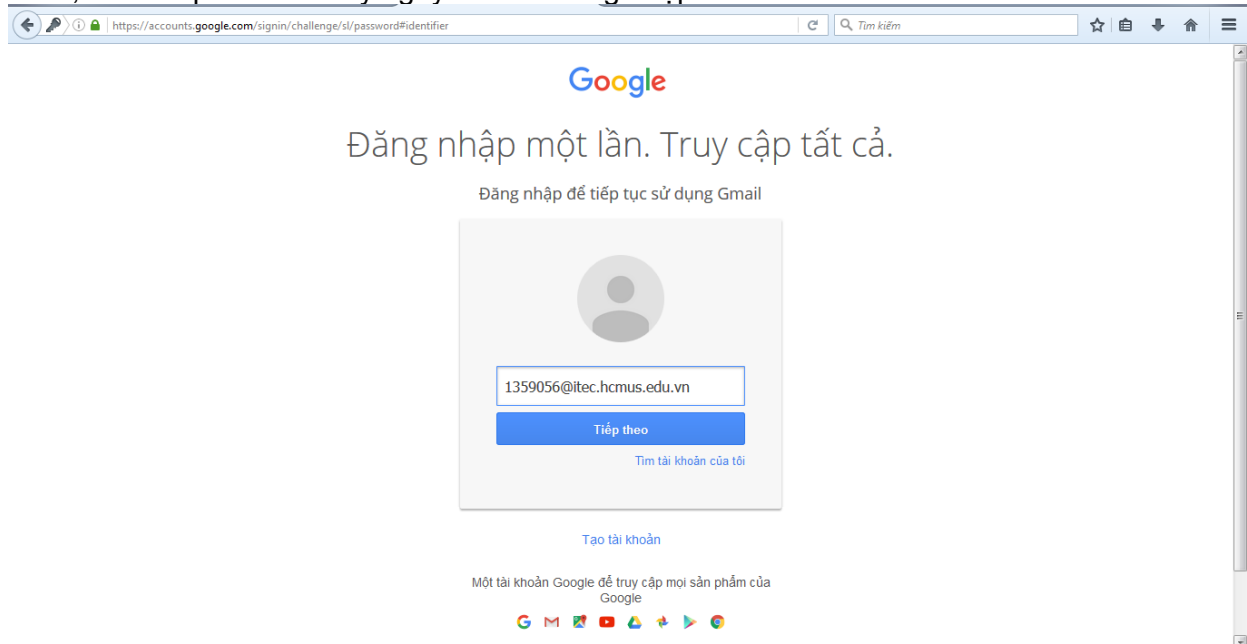 https://accounts.google.com/signin/challenge/sl/password#identifier
Tìm kiếm
Google
Đăng nhập một lần. Truy cập tất cả.
Đăng nhập để tiếp tục sử dụng Gmail
1359056@itec.hcmus.edu.vn
Tiếp theo
Tìm tài khoản của tôi
Tạo tài khoản
Một tài khoản Google để truy cập mọi sản phẩm của
Google